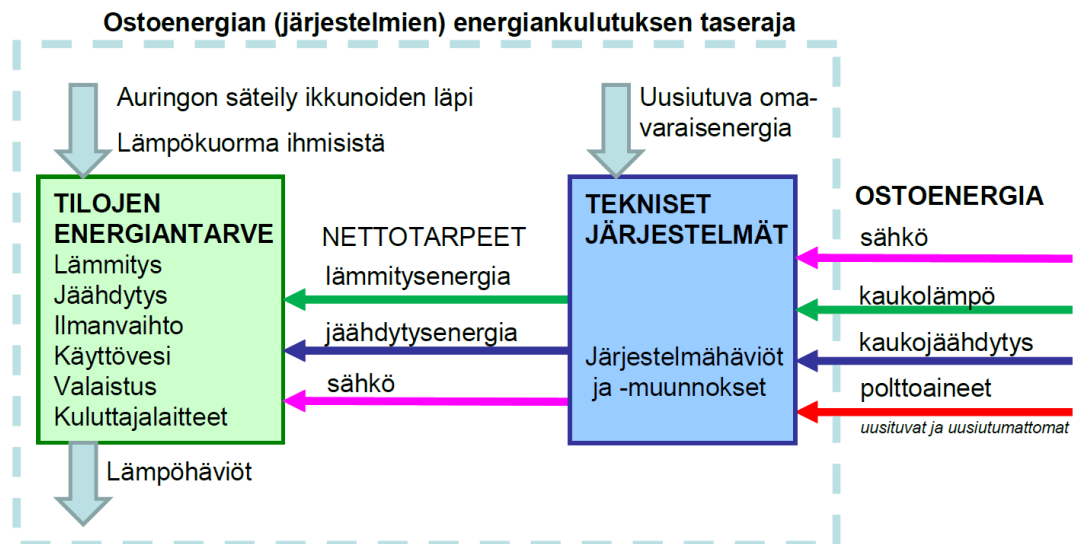 Ostoenergian (järjestelmien) energiankulutuksen taseraja
Auringon säteily ikkunoiden läpi
Lämpökuorma ihmisistä
Uusiutuva oma-
varaisenergia
TILOJEN
ENERGIANTARVE
Lämmitys
Jäähdytys
Ilmanvaihto
Käyttövesi
Valaistus
Kuluttajalaitteet
NETTOTARPEET
lämmitysenergia
jäähdytysenergia
sähkö
TEKNISET
JÄRJESTELMÄT
Järjestelmähäviöt
ja -muunnokset
OSTOENERGIA
sähkö
kaukolämpö
kaukojäähdytys
polttoaineet
uusituvat ja uusiutumattomat
Lämpöhäviöt